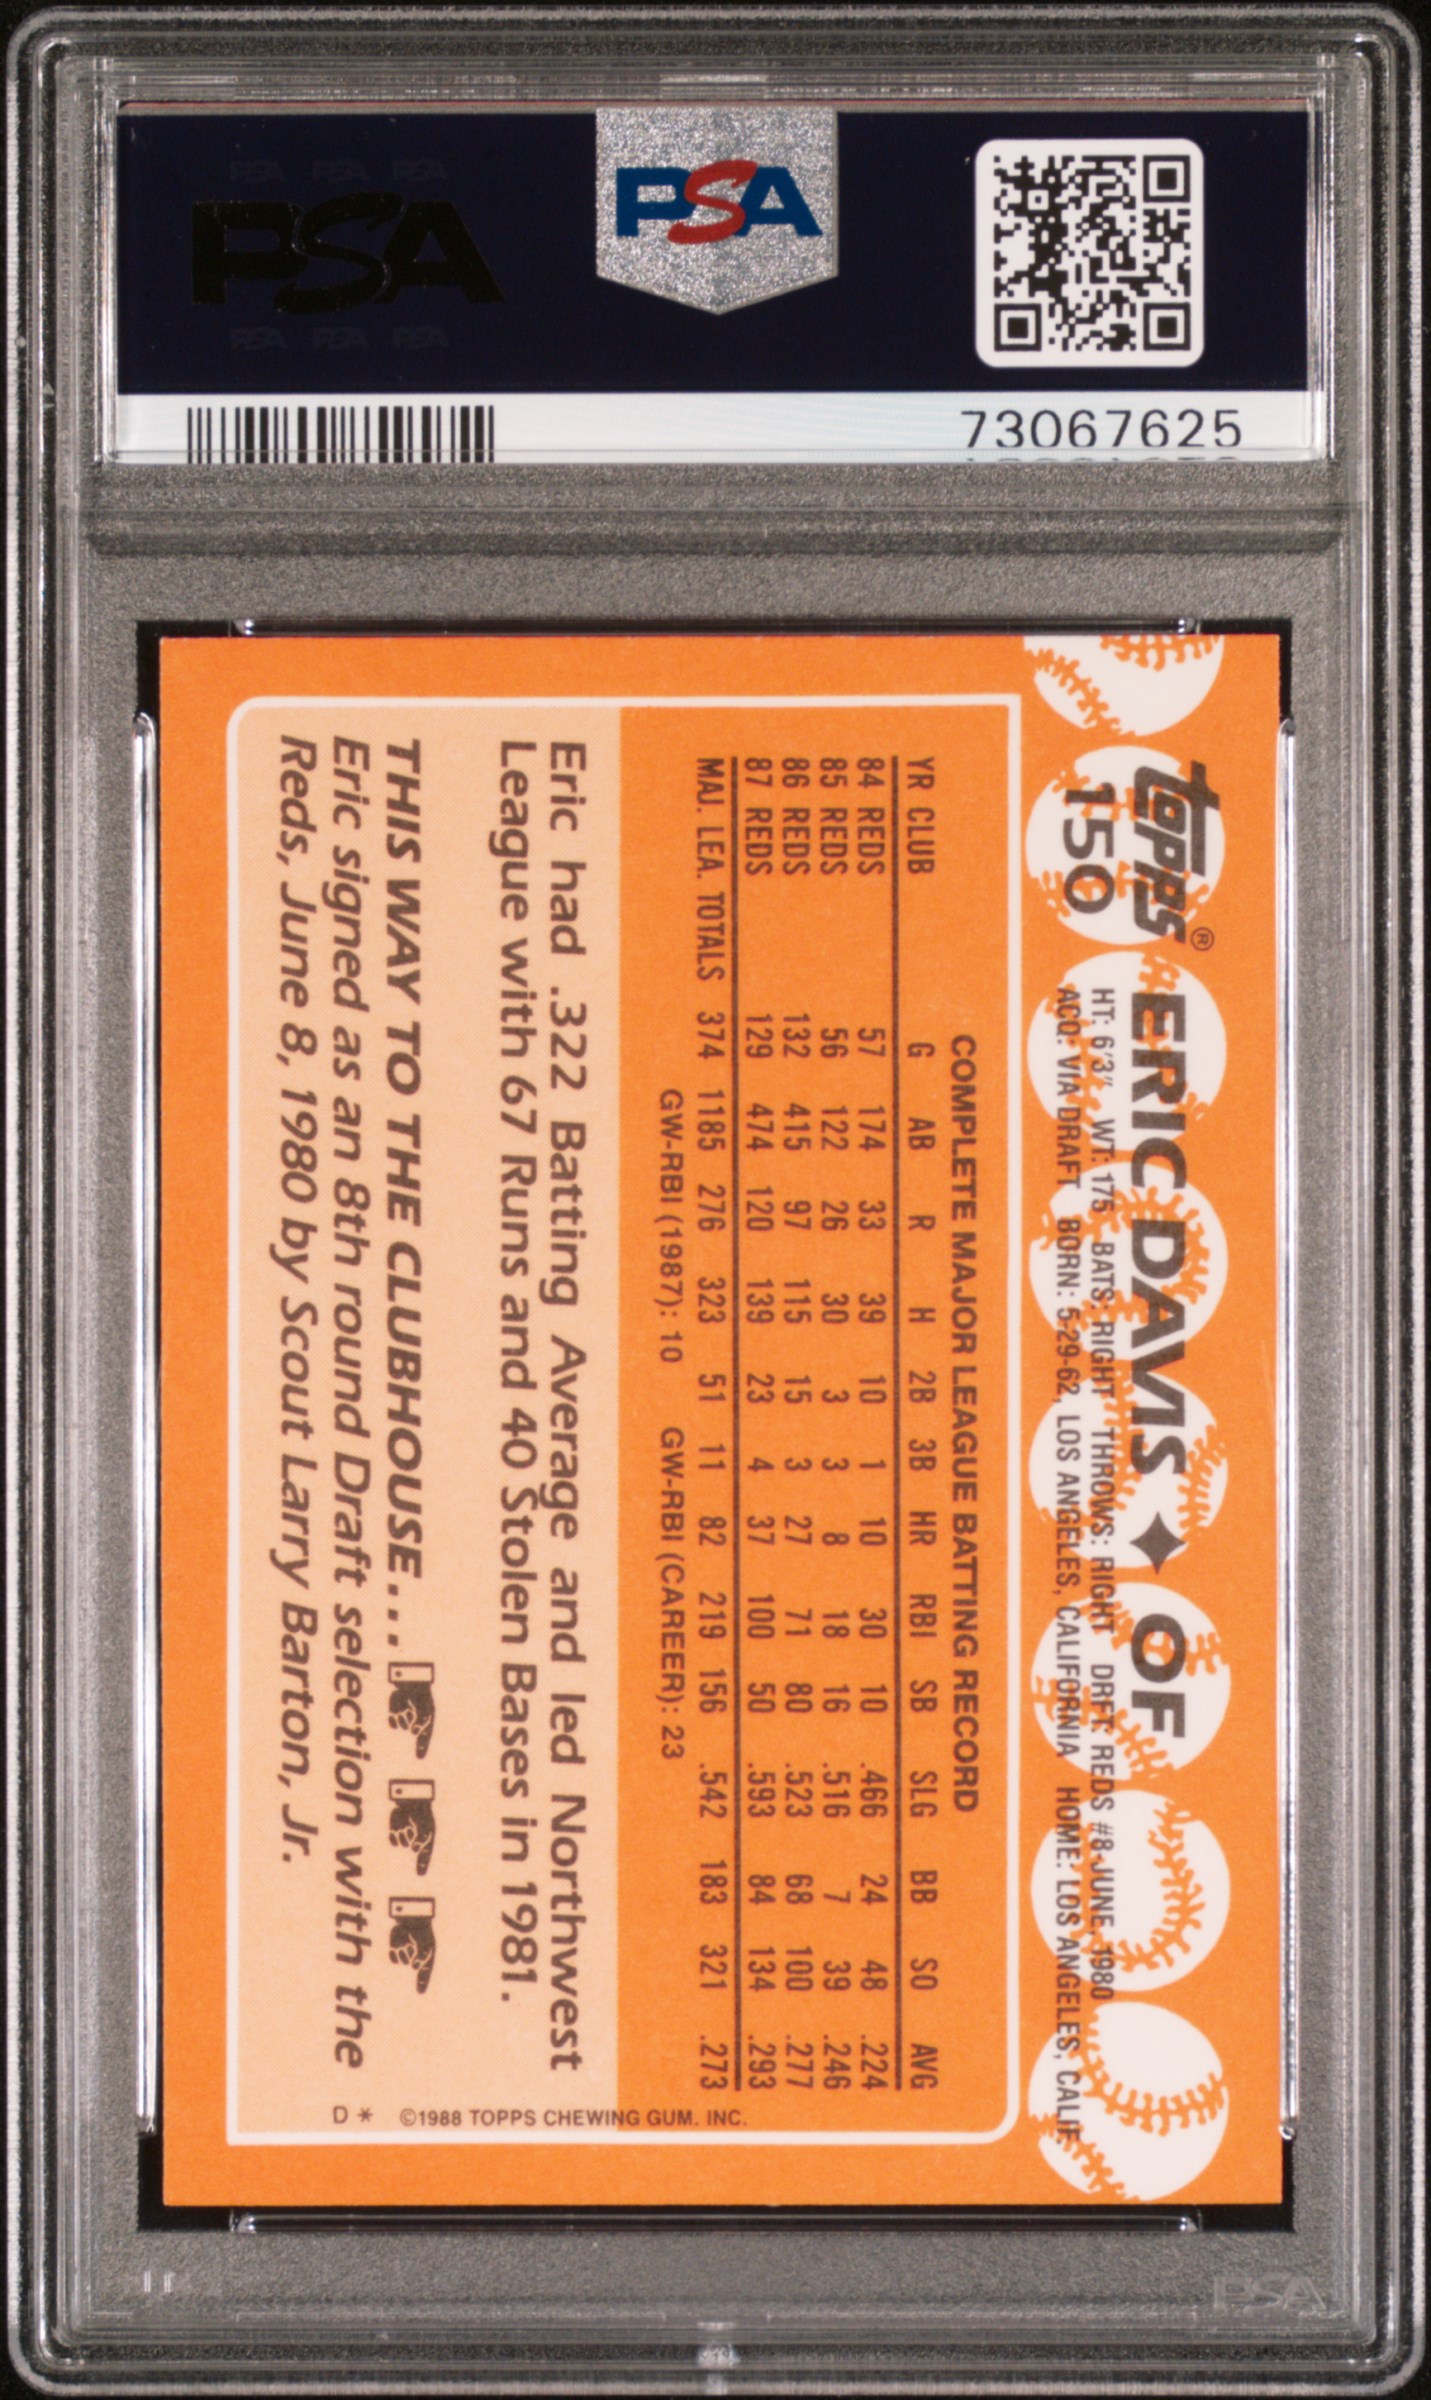 PSA PSA PSA
PSA
PSA PSA PSA
PSA
73067625
topps®
150
ERIC DAVIS ✦ OF
HT: 6'3" WT: 175 BATS: RIGHT THROWS: RIGHT DRFT: REDS #8-JUNE, 1980
ACQ: VIA DRAFT BORN: 5-29-62, LOS ANGELES, CALIFORNIA HOME: LOS ANGELES, CALIF.
COMPLETE MAJOR LEAGUE BATTING RECORD
YR CLUB G AB R H 2B 3B HR RBI SB SLG BB SO AVG
84 REDS 57 174 33 39 10 1 10 30 10 .466 24 48 .224
85 REDS 56 122 26 30 3 3 8 18 16 .516 7 39 .246
86 REDS 132 415 97 115 15 3 27 71 80 .523 68 100 .277
87 REDS 129 474 120 139 23 4 37 100 50 .593 84 134 .293
MAJ. LEA. TOTALS 374 1185 276 323 51 11 82 219 156 .542 183 321 .273
GW-RBI (1987): 10 GW-RBI (CAREER): 23
Eric had .322 Batting Average and led Northwest
League with 67 Runs and 40 Stolen Bases in 1981.
THIS WAY TO THE CLUBHOUSE...
Eric signed as an 8th round Draft selection with the
Reds, June 8, 1980 by Scout Larry Barton, Jr.
D* ©1988 TOPPS CHEWING GUM. INC.
PSA